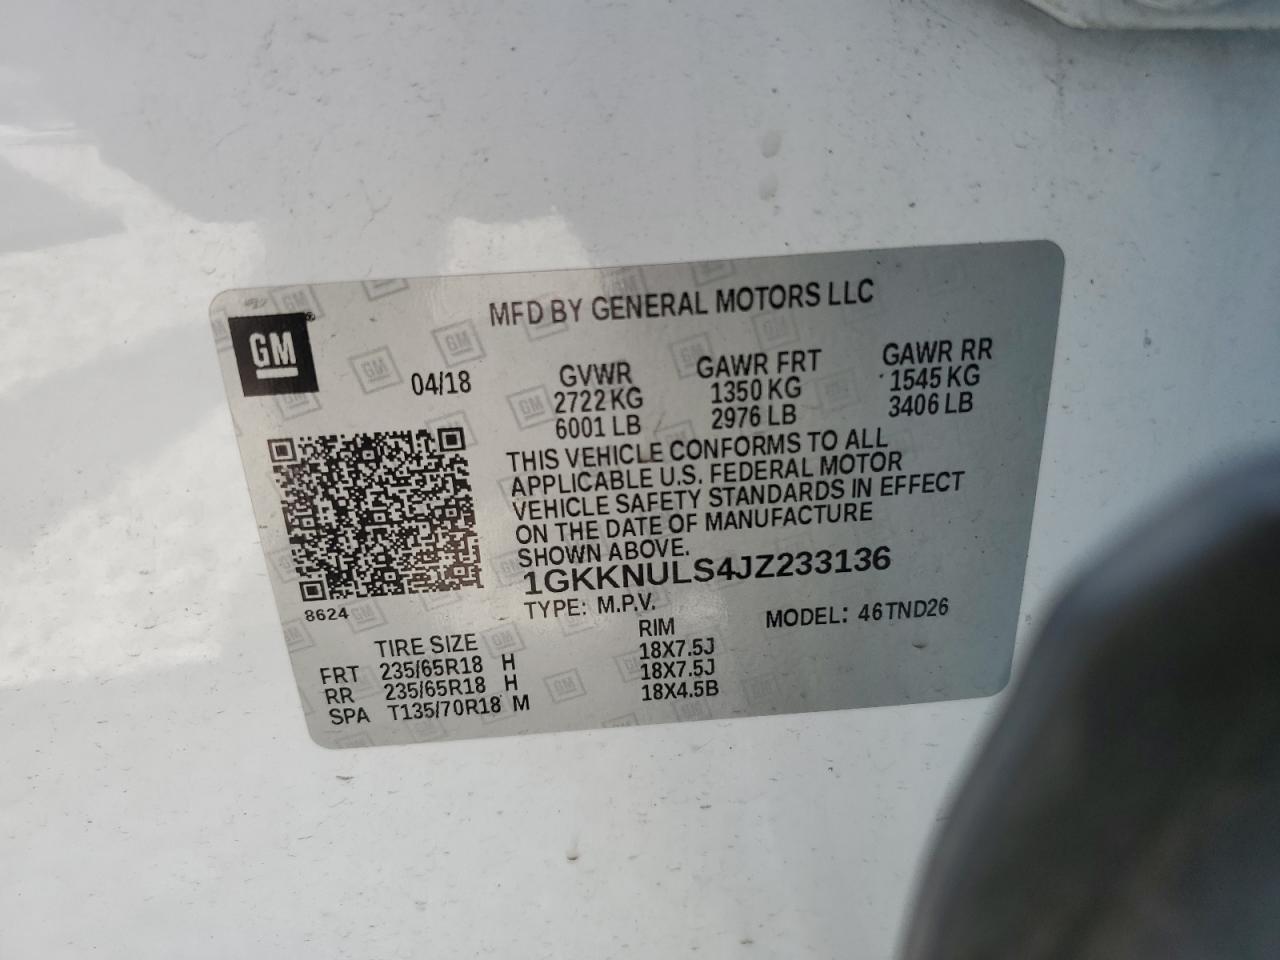 MFD BY GENERAL MOTORS LLC
GM ®
04/18
GVWR GAWR FRT GAWR RR
2722 KG 1350 KG 1545 KG
6001 LB 2976 LB 3406 LB
THIS VEHICLE CONFORMS TO ALL
APPLICABLE U.S. FEDERAL MOTOR
VEHICLE SAFETY STANDARDS IN EFFECT
ON THE DATE OF MANUFACTURE
SHOWN ABOVE.
1GKKNULS4JZ233136
8624
TYPE: M.P.V. MODEL: 46TND26
TIRE SIZE RIM
FRT 235/65R18 H 18X7.5J
RR 235/65R18 H 18X7.5J
SPA T135/70R18 M 18X4.5B